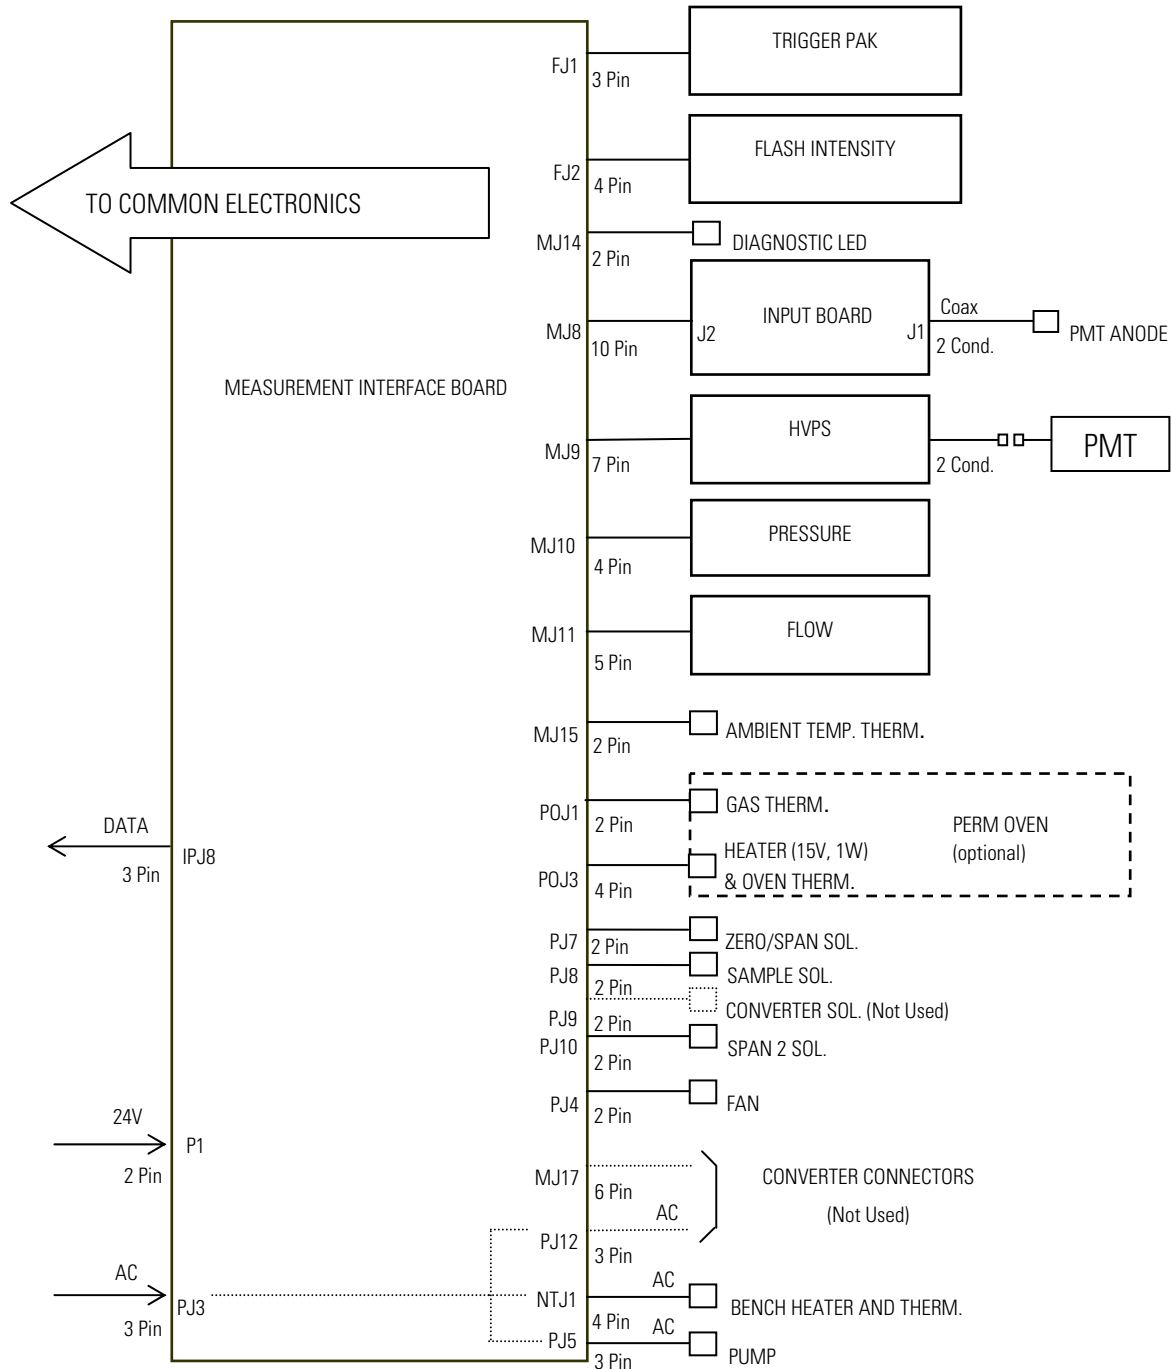 TRIGGER PAK
FJ1
3 Pin
FLASH INTENSITY
FJ2
4 Pin
TO COMMON ELECTRONICS
MJ14
2 Pin
DIAGNOSTIC LED
MJ8
10 Pin
J2
INPUT BOARD
J1
Coax
2 Cond.
PMT ANODE
MEASUREMENT INTERFACE BOARD
MJ9
7 Pin
HVPS
2 Cond.
PMT
MJ10
4 Pin
PRESSURE
MJ11
5 Pin
FLOW
MJ15
2 Pin
AMBIENT TEMP. THERM.
POJ1
2 Pin
GAS THERM.
PERM OVEN
(optional)
POJ3
4 Pin
HEATER (15V, 1W)
& OVEN THERM.
DATA
3 Pin
IPJ8
PJ7
2 Pin
ZERO/SPAN SOL.
PJ8
2 Pin
SAMPLE SOL.
PJ9
2 Pin
CONVERTER SOL. (Not Used)
PJ10
2 Pin
SPAN 2 SOL.
PJ4
2 Pin
FAN
24V
2 Pin
P1
MJ17
6 Pin
CONVERTER CONNECTORS
(Not Used)
PJ12
AC
3 Pin
AC
3 Pin
PJ3
NTJ1
AC
4 Pin
BENCH HEATER AND THERM.
PJ5
AC
3 Pin
PUMP